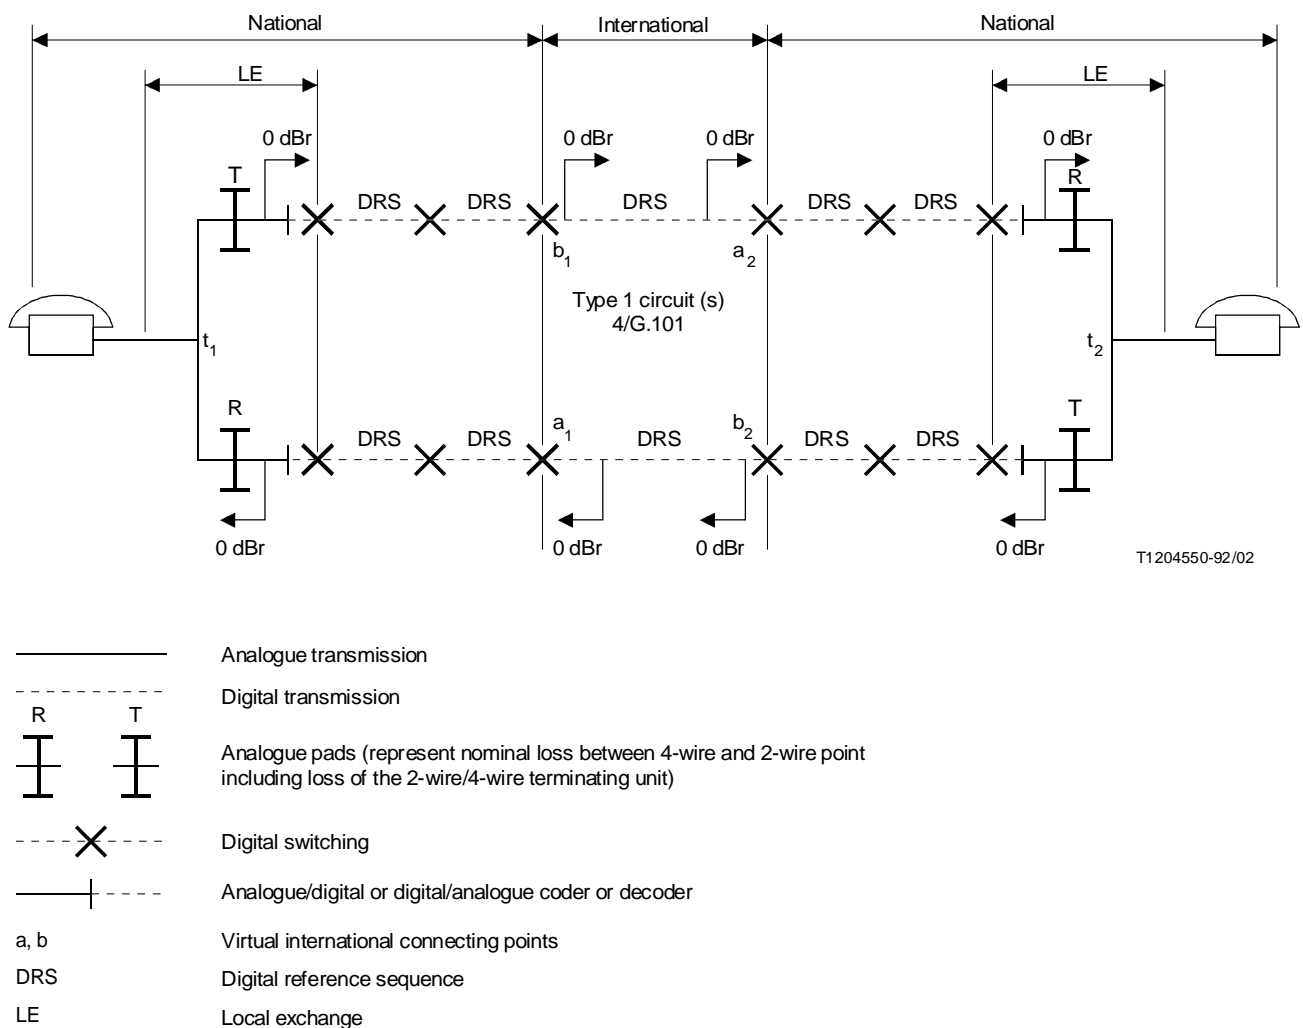 National International National
LE LE
0 dBr 0 dBr 0 dBr 0 dBr
T R
DRS DRS DRS DRS DRS
b1 a2
Type 1 circuit (s)
4/G.101
t1 t2
R T
a1 b2
DRS DRS DRS DRS DRS
0 dBr 0 dBr 0 dBr 0 dBr
T1204550-92/02
Analogue transmission
Digital transmission
R T
Analogue pads (represent nominal loss between 4-wire and 2-wire point
including loss of the 2-wire/4-wire terminating unit)
Digital switching
Analogue/digital or digital/analogue coder or decoder
a, b Virtual international connecting points
DRS Digital reference sequence
LE Local exchange